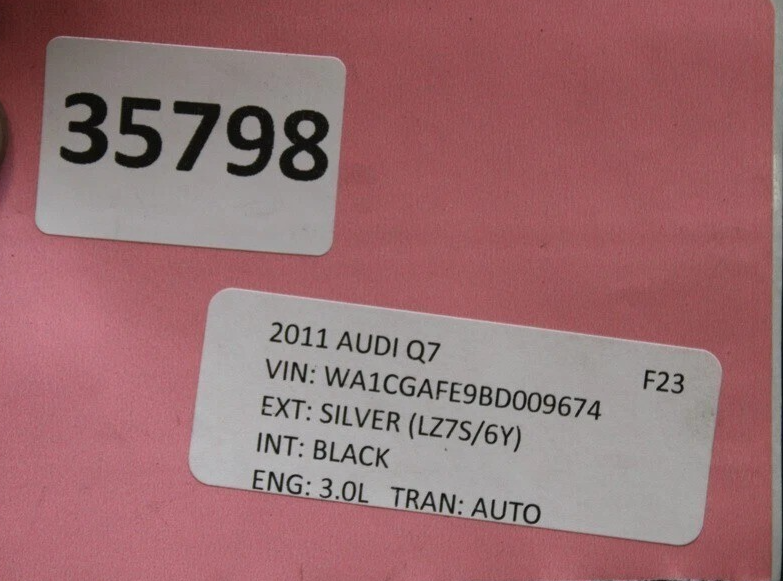 35798
2011 AUDI Q7
F23
VIN: WA1CGAFE9BD009674
EXT: SILVER (LZ7S/6Y)
INT: BLACK
ENG: 3.0L TRAN: AUTO